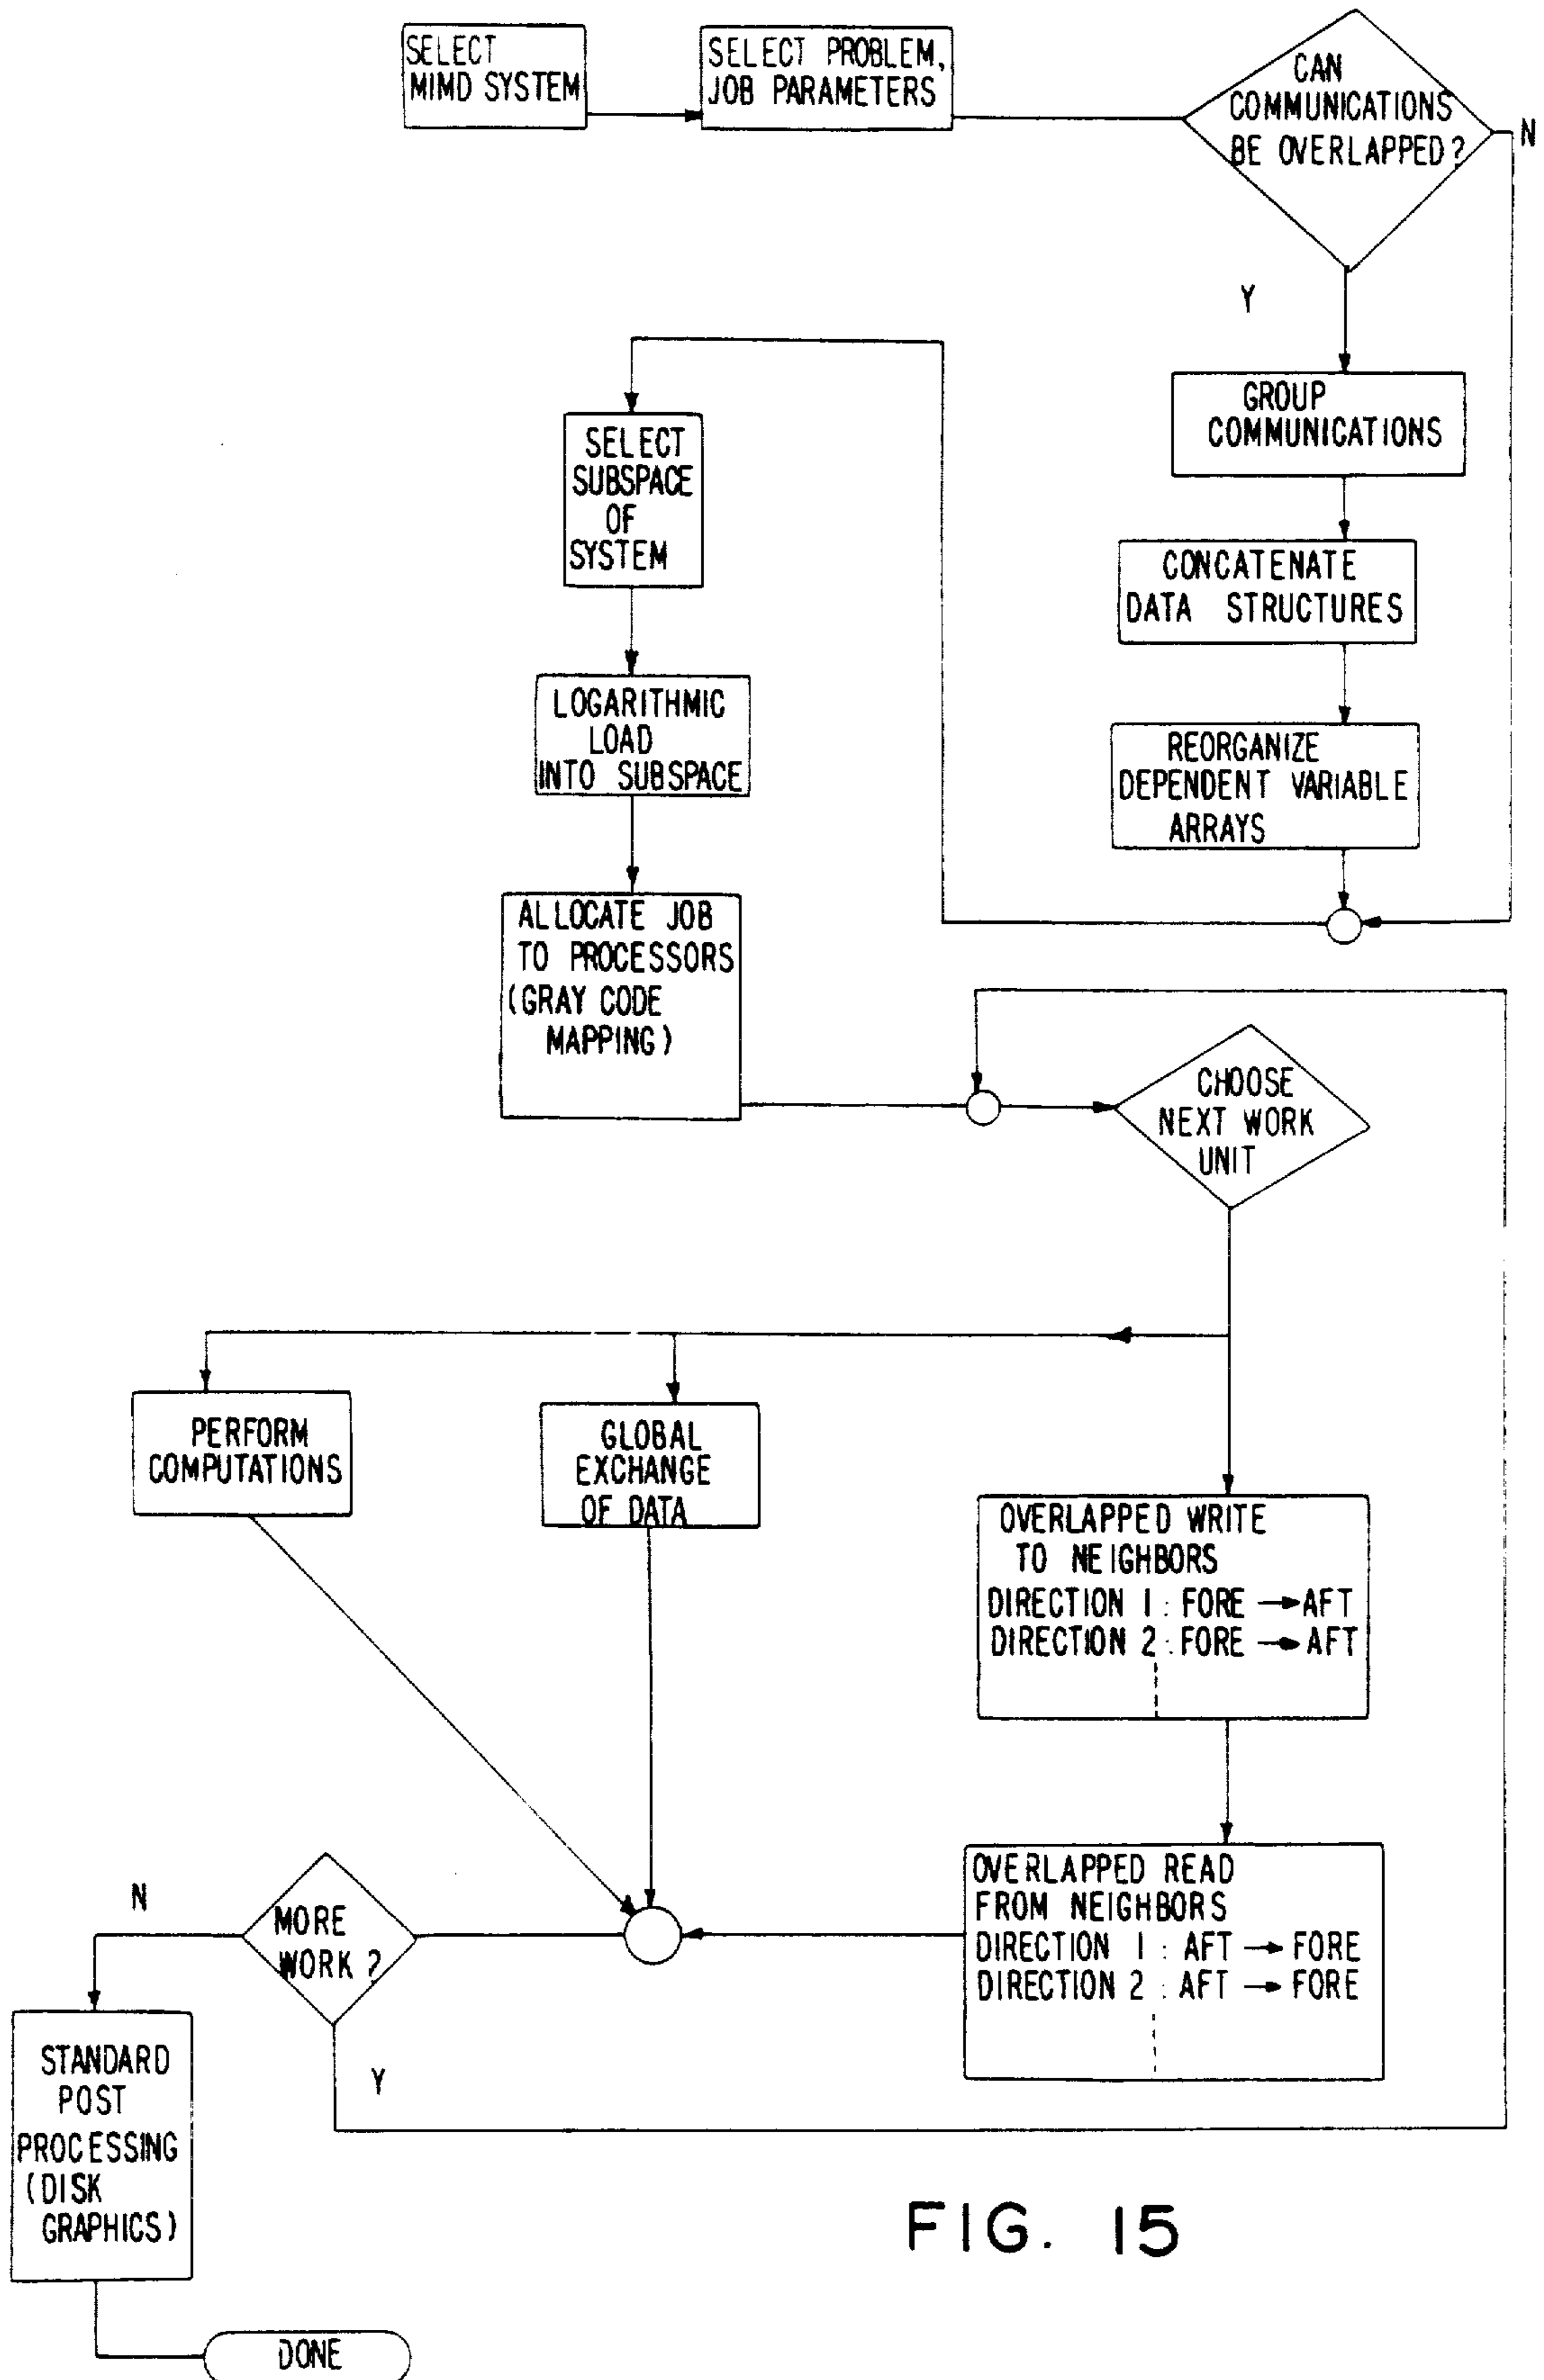 SELECT
MIMD SYSTEM
SELECT PROBLEM,
JOB PARAMETERS
CAN
COMMUNICATIONS
BE OVERLAPPED?
N
Y
GROUP
COMMUNICATIONS
CONCATENATE
DATA STRUCTURES
REORGANIZE
DEPENDENT VARIABLE
ARRAYS
SELECT
SUBSPACE
OF
SYSTEM
LOGARITHMIC
LOAD
INTO SUBSPACE
ALLOCATE JOB
TO PROCESSORS
(GRAY CODE
MAPPING)
CHOOSE
NEXT WORK
UNIT
PERFORM
COMPUTATIONS
GLOBAL
EXCHANGE
OF DATA
OVERLAPPED WRITE
TO NEIGHBORS
DIRECTION 1 : FORE → AFT
DIRECTION 2 : FORE → AFT
OVERLAPPED READ
FROM NEIGHBORS
DIRECTION 1 : AFT → FORE
DIRECTION 2 : AFT → FORE
MORE
WORK ?
N
Y
STANDARD
POST
PROCESSING
(DISK
GRAPHICS)
DONE
FIG. 15